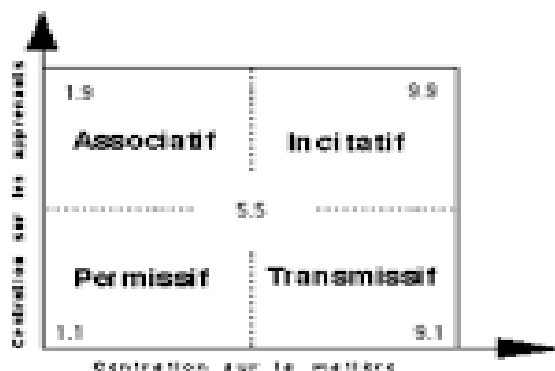 1.9 9.9
Associatif Incitatif
Centration sur les apprenants
5.5
Permissif Transmissif
1.1 9.1
Centration sur la matière